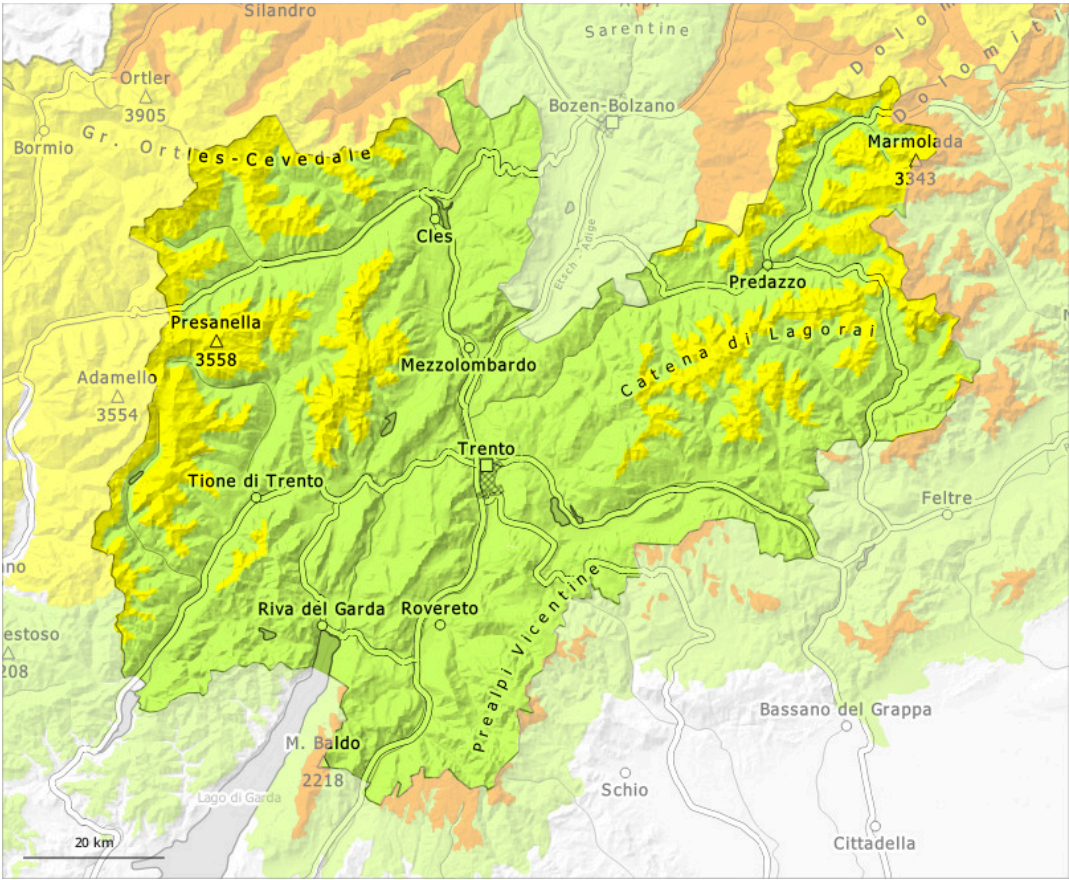 Silandro
Sarentine
Ortler
3905
Bozen-Bolzano
Bormio
Gr. Ortles-Cevedale
Marmolada
3343
Cles
Etsch - Adige
Predazzo
Presanella
3558
Catena di Lagorai
Mezzolombardo
Adamello
3554
Trento
Tione di Trento
Feltre
Riva del Garda
Rovereto
estoso
208
Prealpi Vicentine
Bassano del Grappa
M. Baldo
2218
Schio
Lago di Garda
20 km
Cittadella